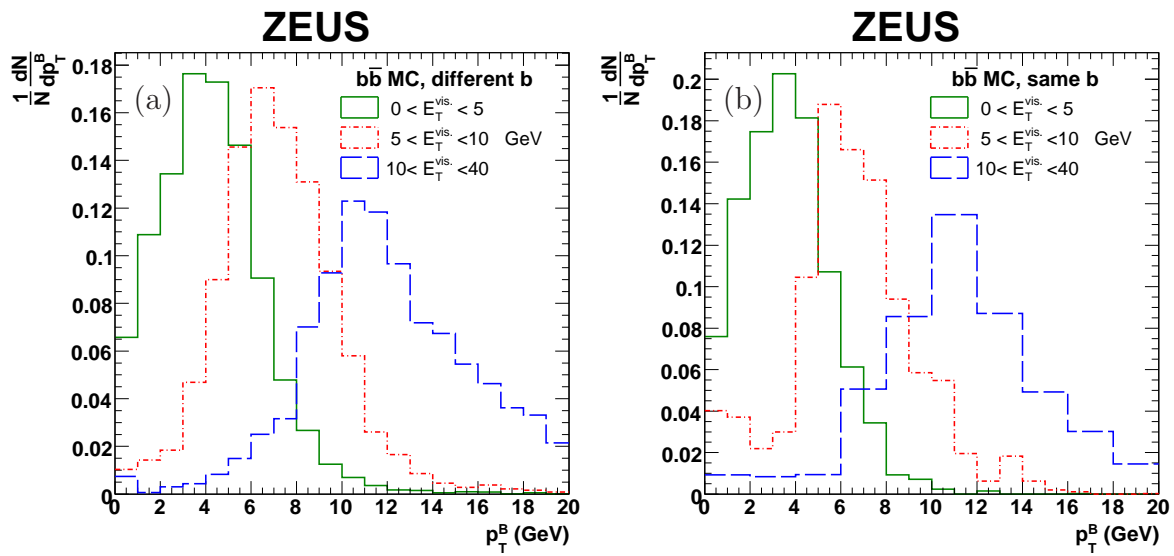 ZEUS
1/N dN/dp_T^B
(a)
bb̄ MC, different b
0 < E_T^vis. < 5
5 < E_T^vis. <10 GeV
10< E_T^vis. <40
0.18
0.16
0.14
0.12
0.1
0.08
0.06
0.04
0.02
0
0 2 4 6 8 10 12 14 16 18 20
p_T^B (GeV)
ZEUS
1/N dN/dp_T^B
(b)
bb̄ MC, same b
0 < E_T^vis. < 5
5 < E_T^vis. <10 GeV
10< E_T^vis. <40
0.2
0.18
0.16
0.14
0.12
0.1
0.08
0.06
0.04
0.02
0
0 2 4 6 8 10 12 14 16 18 20
p_T^B (GeV)